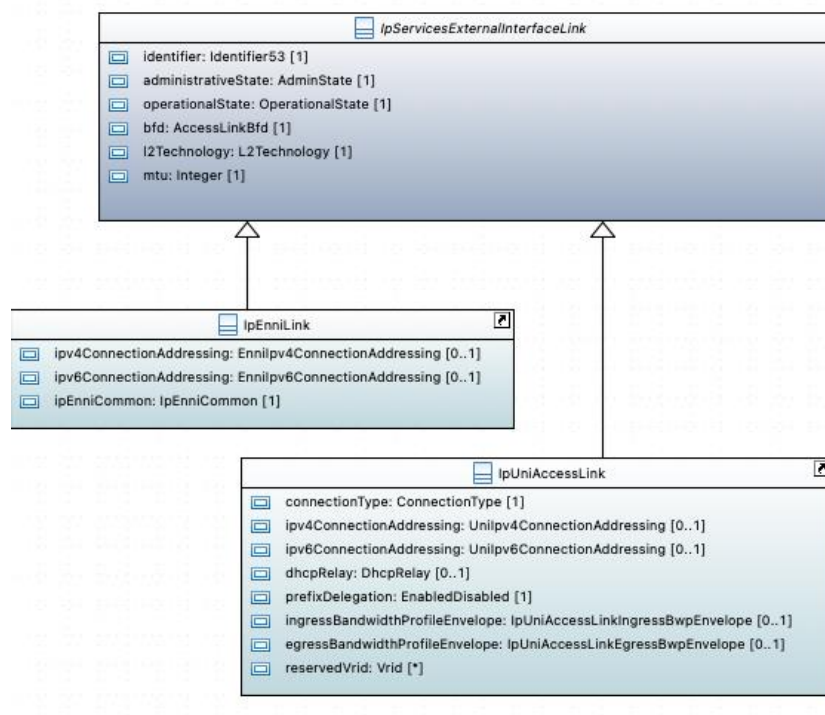 IpServicesExternalInterfaceLink
identifier: Identifier53 [1]
administrativeState: AdminState [1]
operationalState: OperationalState [1]
bfd: AccessLinkBfd [1]
l2Technology: L2Technology [1]
mtu: Integer [1]
IpEnniLink
ipv4ConnectionAddressing: EnniIpv4ConnectionAddressing [0..1]
ipv6ConnectionAddressing: EnniIpv6ConnectionAddressing [0..1]
ipEnniCommon: IpEnniCommon [1]
IpUniAccessLink
connectionType: ConnectionType [1]
ipv4ConnectionAddressing: UniIpv4ConnectionAddressing [0..1]
ipv6ConnectionAddressing: UniIpv6ConnectionAddressing [0..1]
dhcpRelay: DhcpRelay [0..1]
prefixDelegation: EnabledDisabled [1]
ingressBandwidthProfileEnvelope: IpUniAccessLinkIngressBwpEnvelope [0..1]
egressBandwidthProfileEnvelope: IpUniAccessLinkEgressBwpEnvelope [0..1]
reservedVrid: Vrid [*]